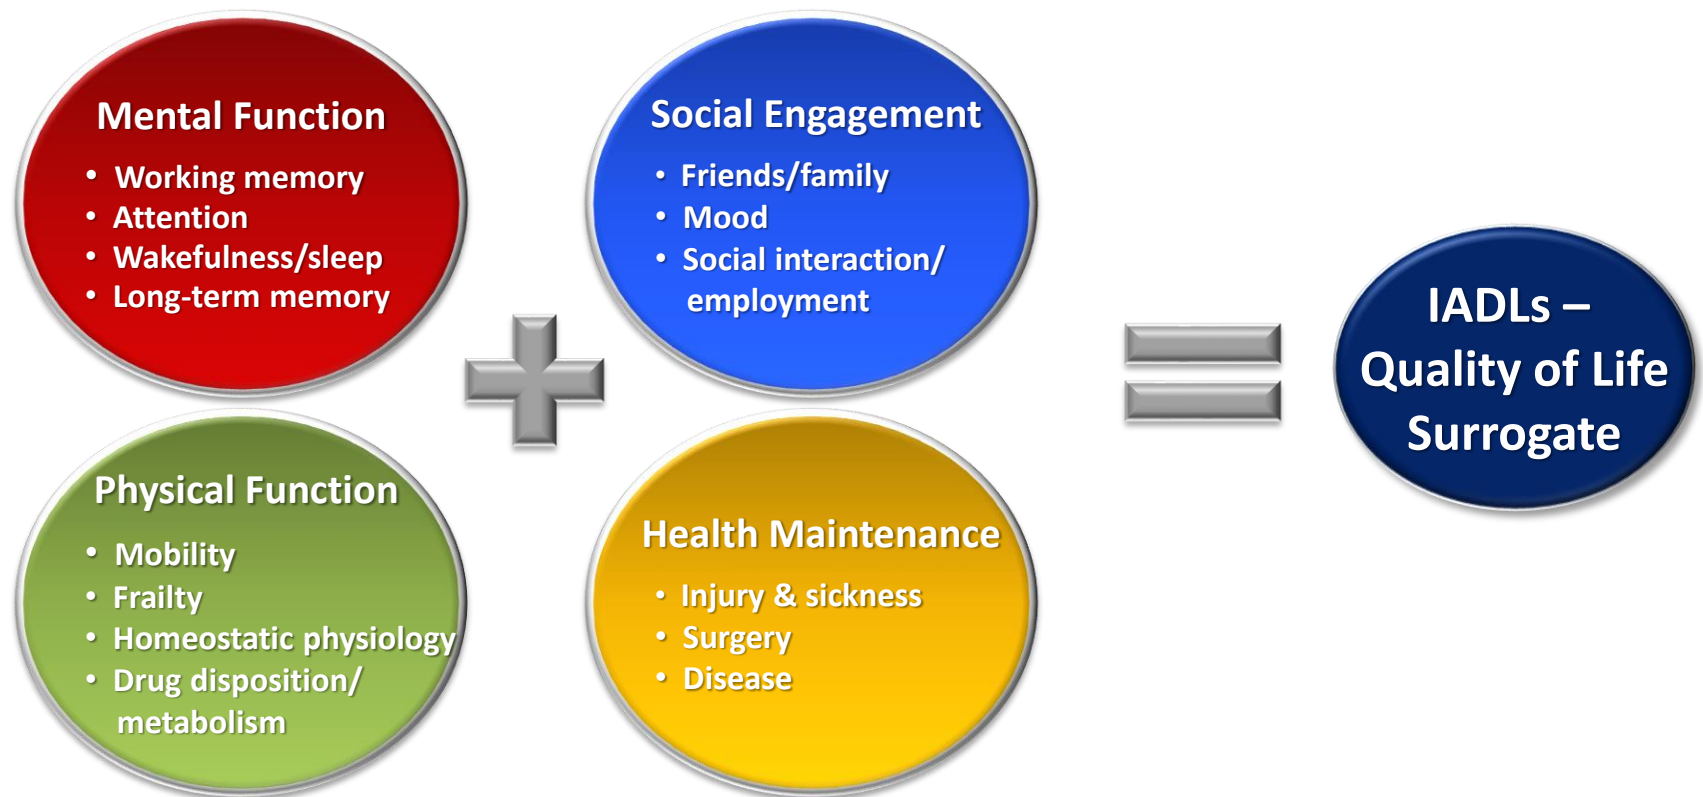 Mental Function
• Working memory
• Attention
• Wakefulness/sleep
• Long-term memory
Social Engagement
• Friends/family
• Mood
• Social interaction/
employment
Physical Function
• Mobility
• Frailty
• Homeostatic physiology
• Drug disposition/
metabolism
Health Maintenance
• Injury & sickness
• Surgery
• Disease
IADLs –
Quality of Life
Surrogate